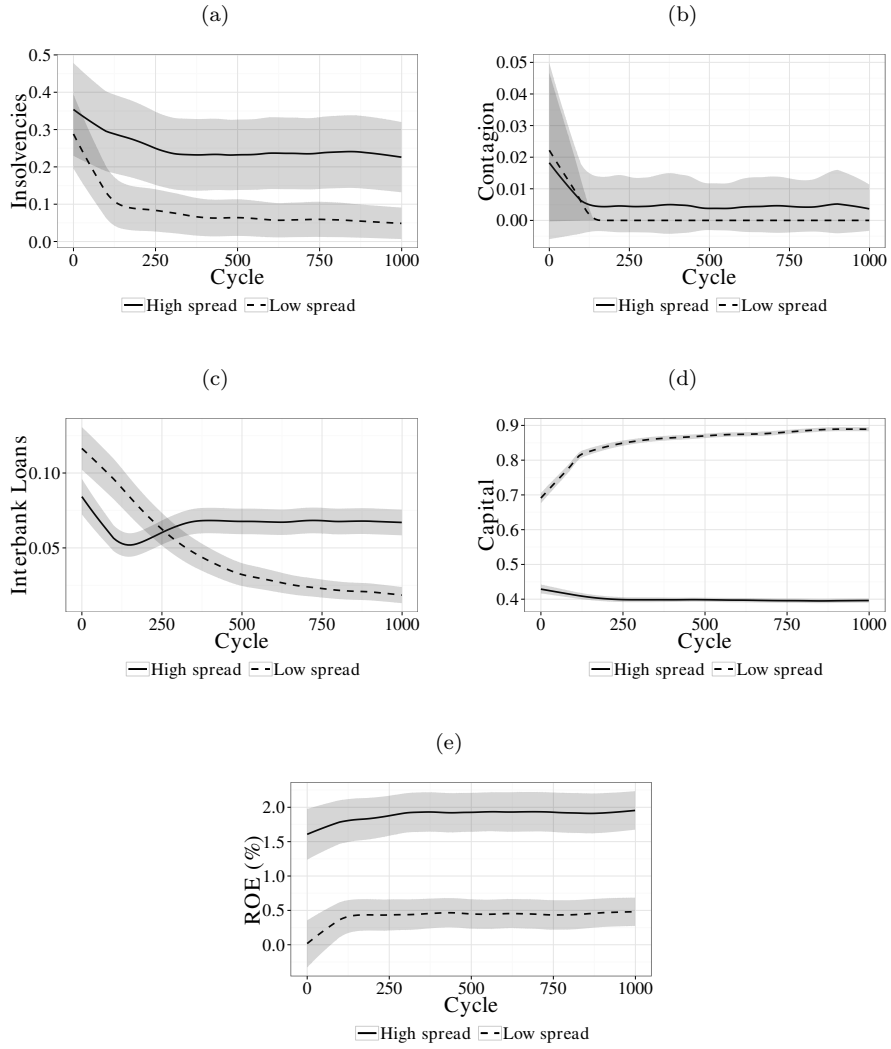 (a)
0.5
0.4
0.3
0.2
0.1
0.0
Insolvencies
0 250 500 750 1000
Cycle
High spread Low spread
(b)
0.05
0.04
0.03
0.02
0.01
0.00
Contagion
0 250 500 750 1000
Cycle
High spread Low spread
(c)
0.10
0.05
Interbank Loans
0 250 500 750 1000
Cycle
High spread Low spread
(d)
0.9
0.8
0.7
0.6
0.5
0.4
Capital
0 250 500 750 1000
Cycle
High spread Low spread
(e)
2.0
1.5
1.0
0.5
0.0
ROE (%)
0 250 500 750 1000
Cycle
High spread Low spread